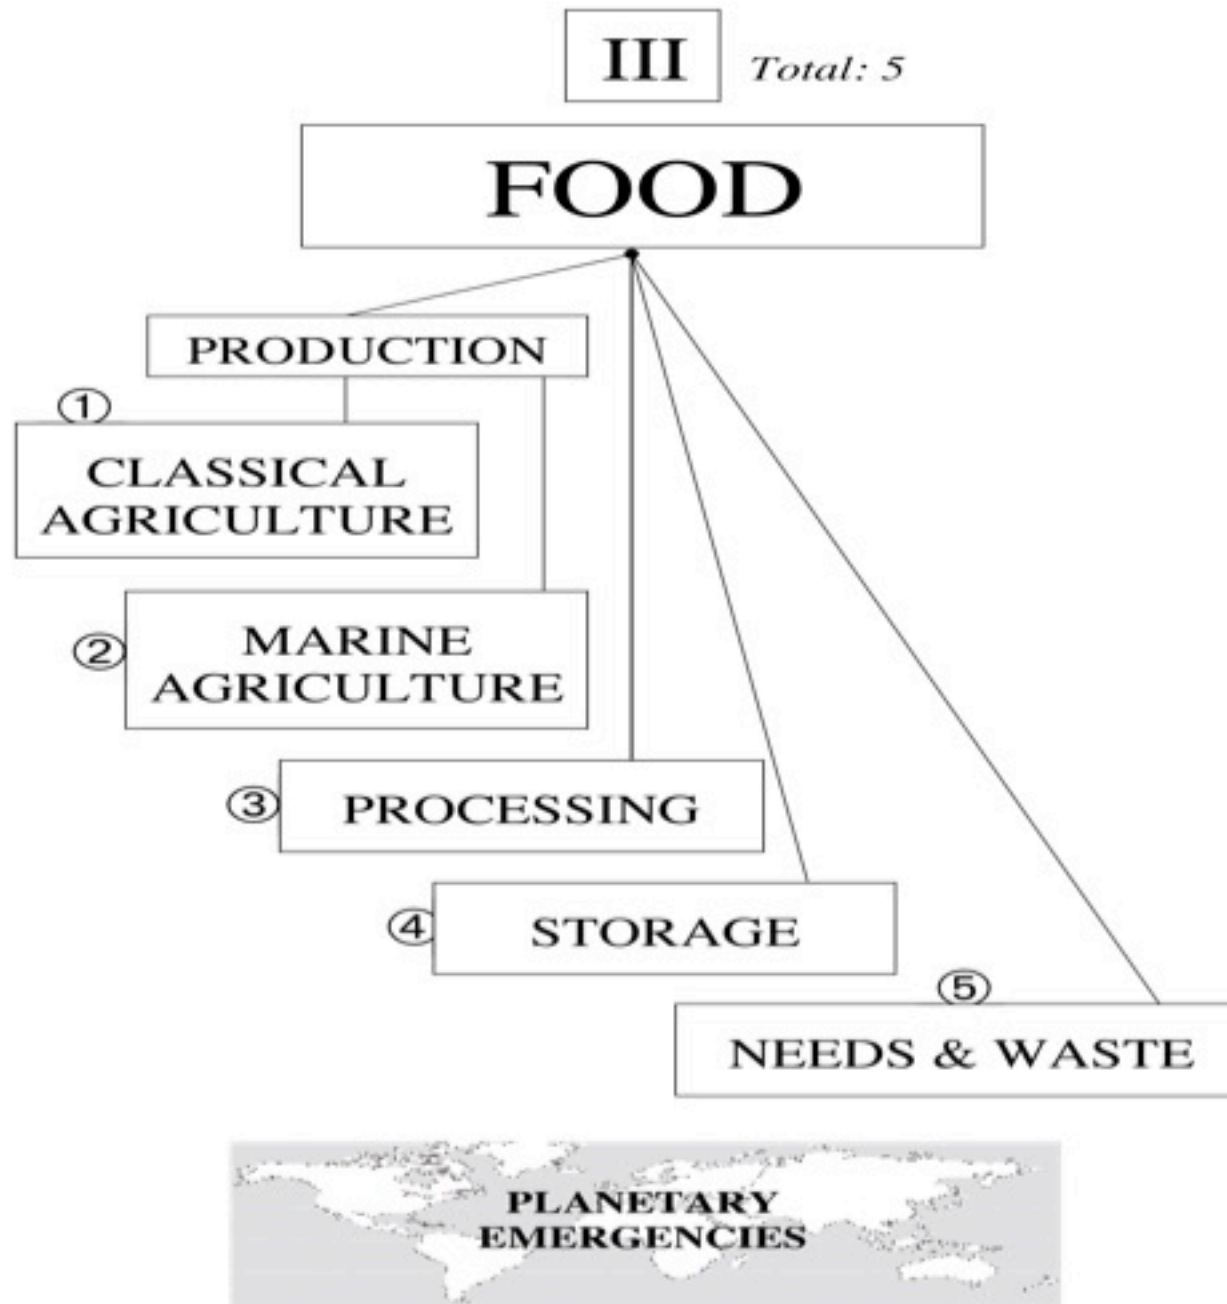 III
Total: 5
FOOD
PRODUCTION
①
CLASSICAL
AGRICULTURE
②
MARINE
AGRICULTURE
③
PROCESSING
④
STORAGE
⑤
NEEDS & WASTE
PLANETARY
EMERGENCIES